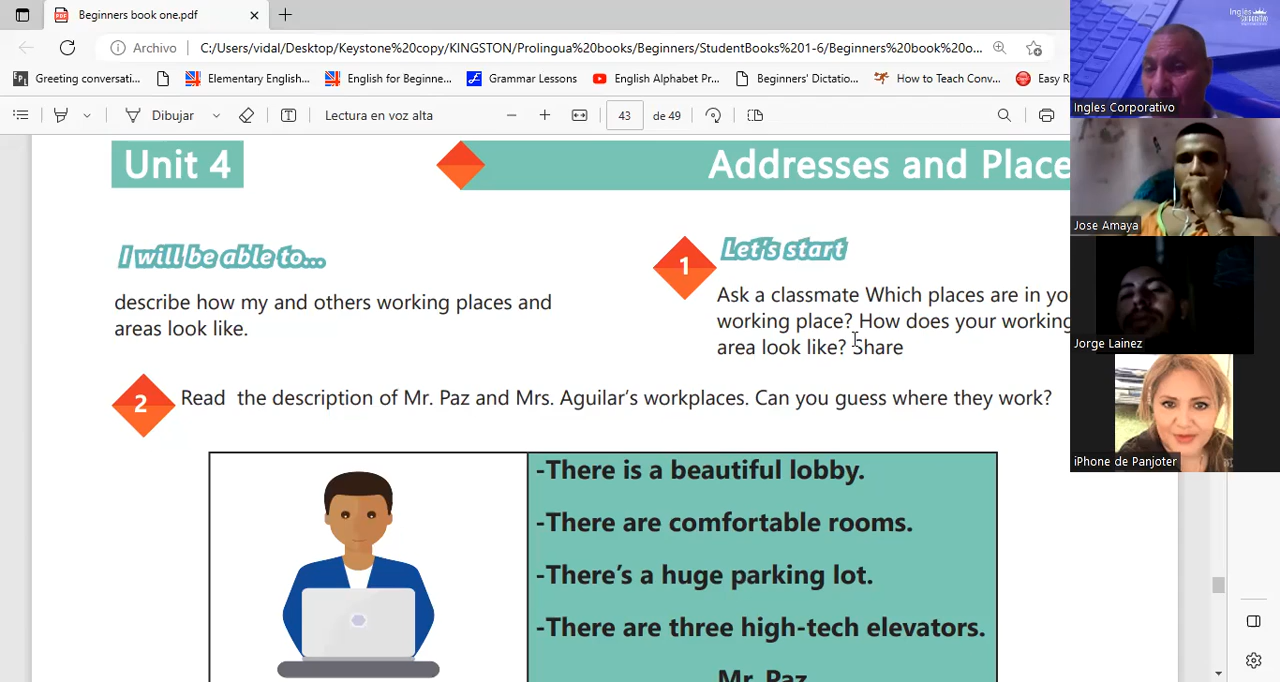 Beginners book one.pdf
Archivo
C:/Users/vidal/Desktop/Keystone%20copy/KINGSTON/Prolingua%20books/Beginners/StudentBooks%201-6/Beginners%20book%20o...
Greeting conversati...
Elementary English...
English for Beginne...
Grammar Lessons
English Alphabet Pr...
Beginners' Dictatio...
How to Teach Conv...
Easy R
Dibujar
Lectura en voz alta
43
de 49
Unit 4
Addresses and Place
I will be able to...
describe how my and others working places and
areas look like.
1
Let's start
Ask a classmate Which places are in yo
working place? How does your working
area look like? Share
2
Read the description of Mr. Paz and Mrs. Aguilar's workplaces. Can you guess where they work?
-There is a beautiful lobby.
-There are comfortable rooms.
-There's a huge parking lot.
-There are three high-tech elevators.
Mr. Paz
Ingles Corporativo
Jose Amaya
Jorge Lainez
iPhone de Panjoter